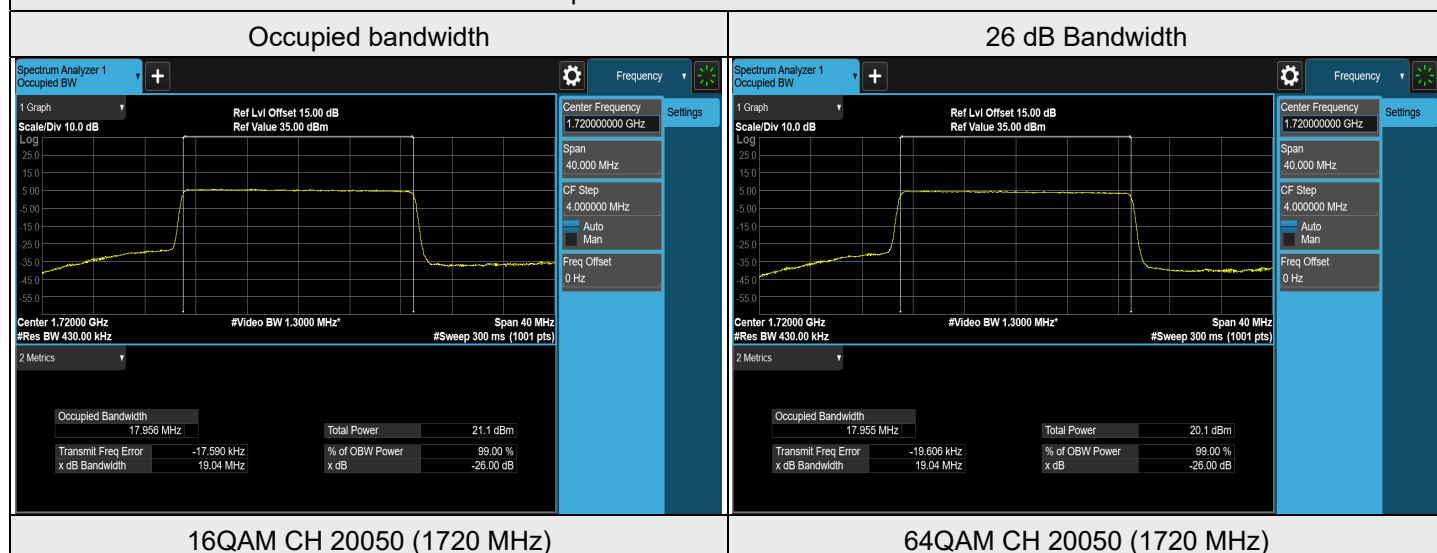 Occupied bandwidth
26 dB Bandwidth
Spectrum Analyzer 1
Occupied BW
+
Frequency
1 Graph
Scale/Div 10.0 dB
Ref Lvl Offset 15.00 dB
Ref Value 35.00 dBm
Log
25.0
15.0
5.00
-5.00
-15.0
-25.0
-35.0
-45.0
-55.0
Center 1.72000 GHz
#Res BW 430.00 kHz
#Video BW 1.3000 MHz*
Span 40 MHz
#Sweep 300 ms (1001 pts)
Center Frequency
1.720000000 GHz
Settings
Span
40.000 MHz
CF Step
4.000000 MHz
Auto
Man
Freq Offset
0 Hz
2 Metrics
Occupied Bandwidth
17.956 MHz
Transmit Freq Error -17.590 kHz
x dB Bandwidth 19.04 MHz
Total Power 21.1 dBm
% of OBW Power 99.00 %
x dB -26.00 dB
Spectrum Analyzer 1
Occupied BW
+
Frequency
1 Graph
Scale/Div 10.0 dB
Ref Lvl Offset 15.00 dB
Ref Value 35.00 dBm
Log
25.0
15.0
5.00
-5.00
-15.0
-25.0
-35.0
-45.0
-55.0
Center 1.72000 GHz
#Res BW 430.00 kHz
#Video BW 1.3000 MHz*
Span 40 MHz
#Sweep 300 ms (1001 pts)
Center Frequency
1.720000000 GHz
Settings
Span
40.000 MHz
CF Step
4.000000 MHz
Auto
Man
Freq Offset
0 Hz
2 Metrics
Occupied Bandwidth
17.955 MHz
Transmit Freq Error -19.606 kHz
x dB Bandwidth 19.04 MHz
Total Power 20.1 dBm
% of OBW Power 99.00 %
x dB -26.00 dB
16QAM CH 20050 (1720 MHz)
64QAM CH 20050 (1720 MHz)